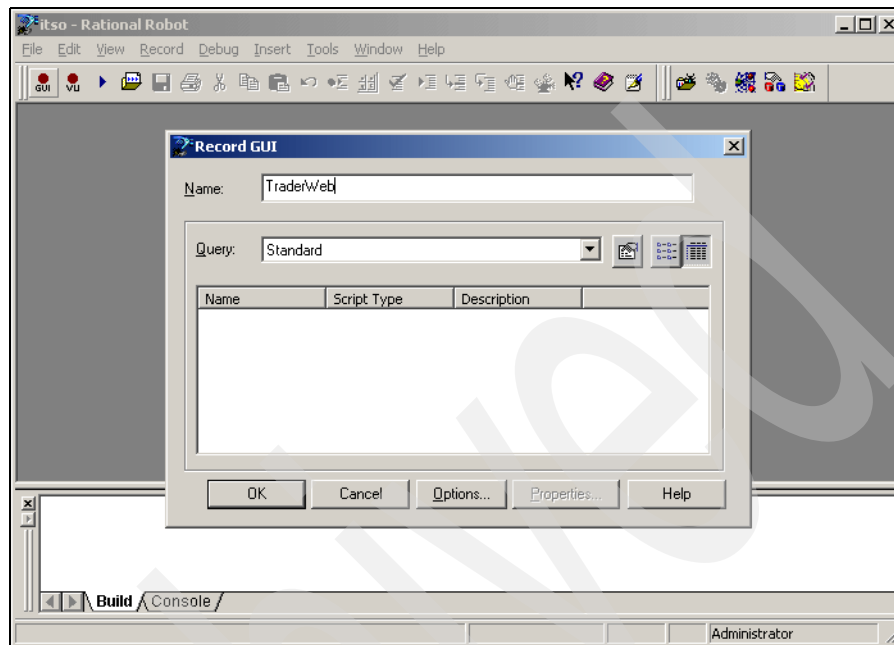 itso - Rational Robot
File Edit View Record Debug Insert Tools Window Help
GUI VU
Record GUI
Name: TraderWeb
Query: Standard
Name Script Type Description
OK Cancel Options... Properties... Help
Build Console
Administrator